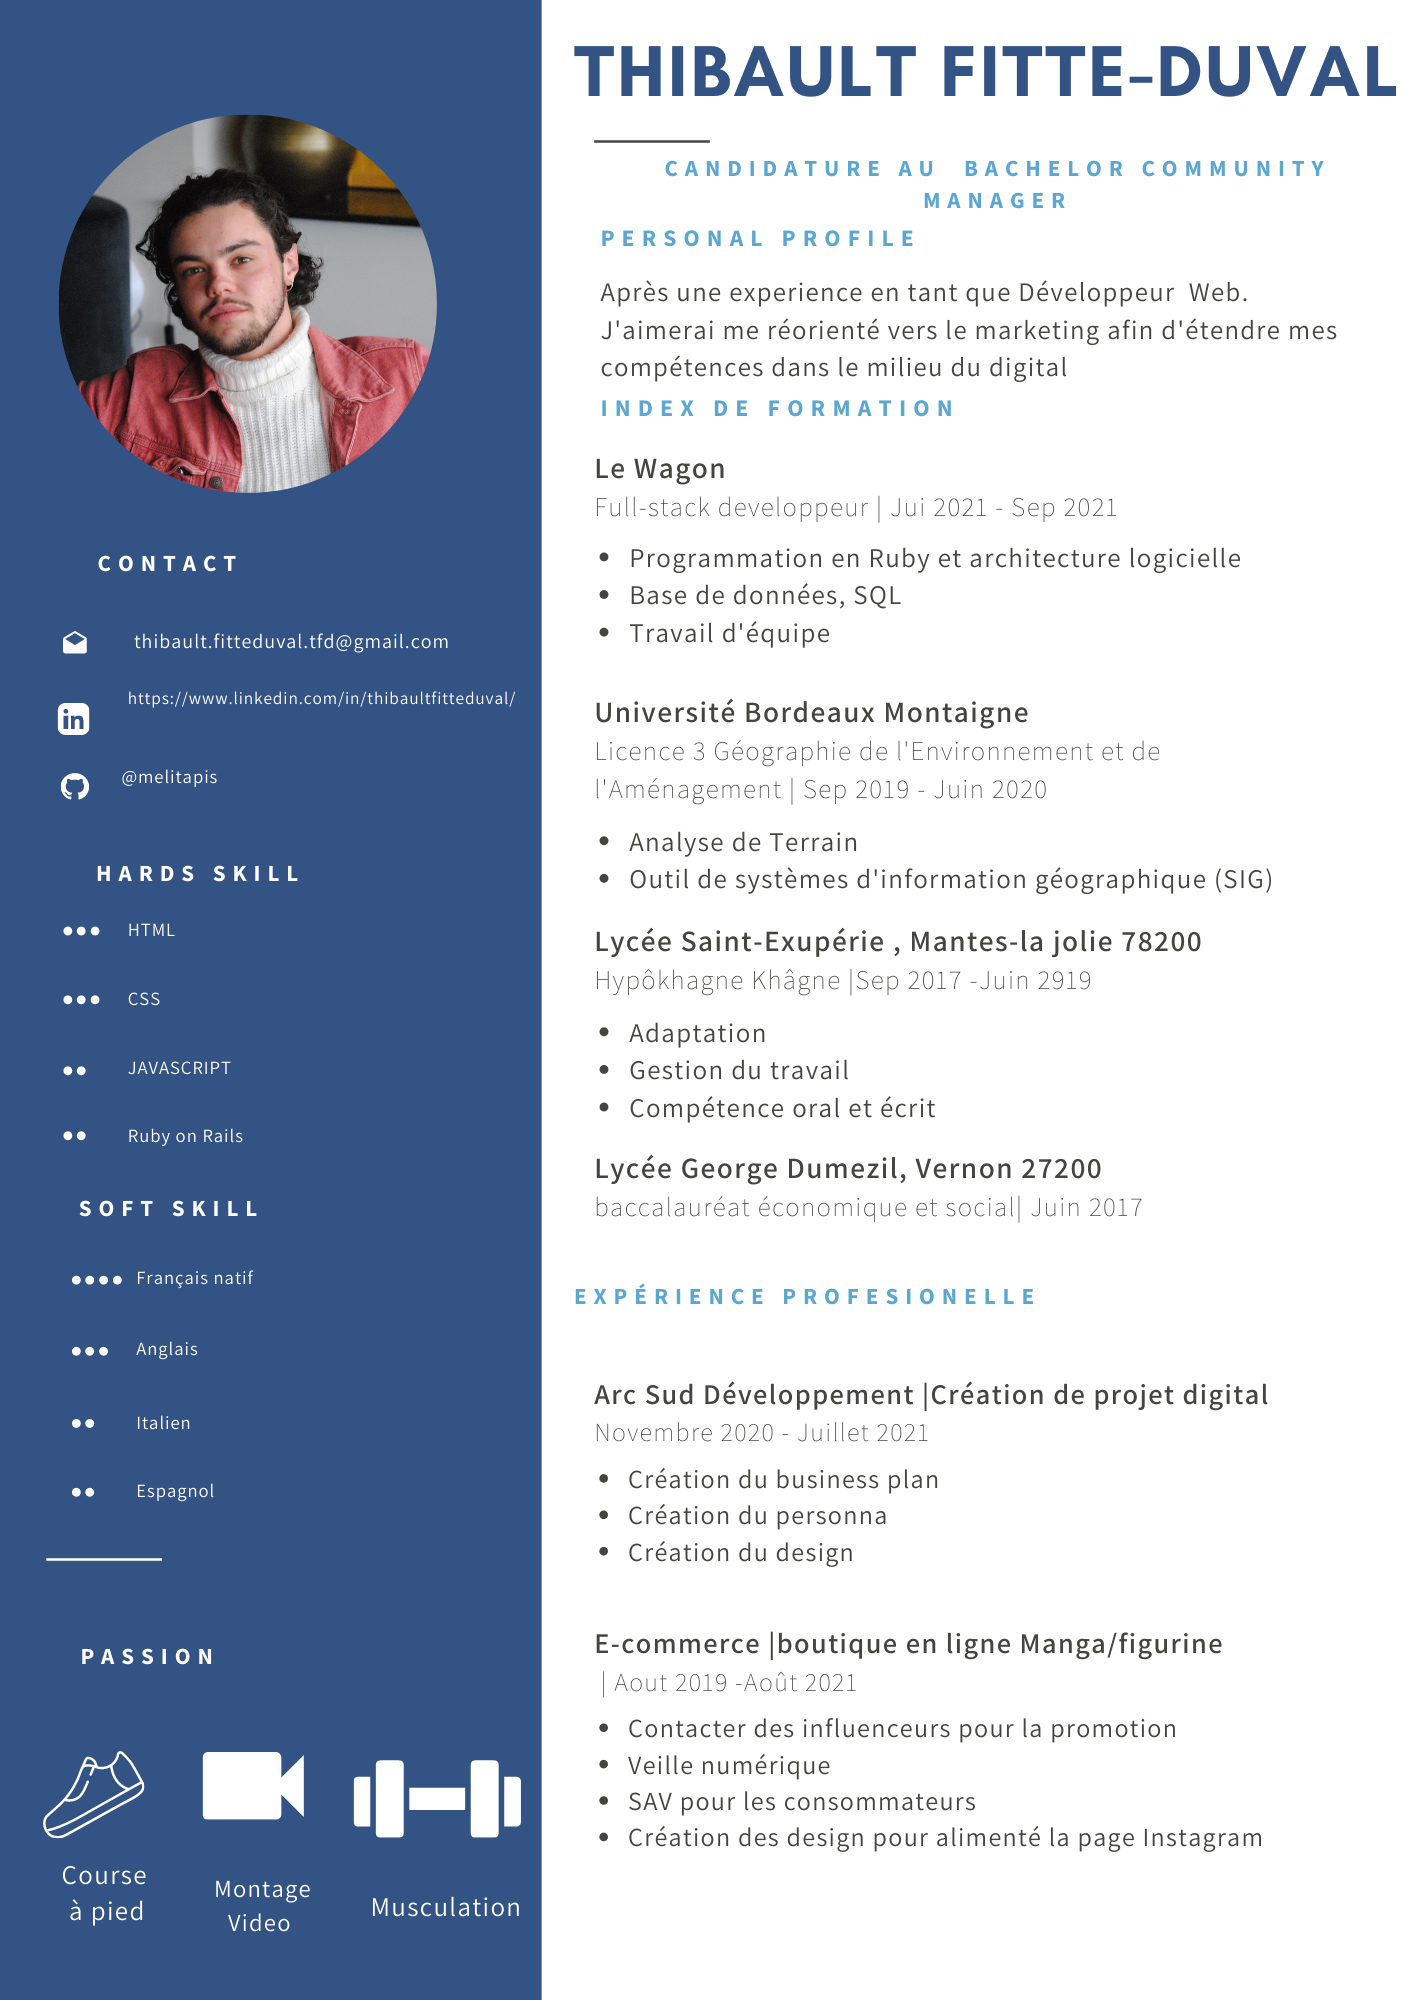 THIBAULT FITTE-DUVAL
CANDIDATURE AU BACHELOR COMMUNITY
MANAGER
PERSONAL PROFILE
Après une experience en tant que Développeur Web.
J'aimerai me réorienté vers le marketing afin d'étendre mes
compétences dans le milieu du digital
INDEX DE FORMATION
Le Wagon
Full-stack developpeur | Jui 2021 - Sep 2021
• Programmation en Ruby et architecture logicielle
• Base de données, SQL
• Travail d'équipe
Université Bordeaux Montaigne
Licence 3 Géographie de l'Environnement et de
l'Aménagement | Sep 2019 - Juin 2020
• Analyse de Terrain
• Outil de systèmes d'information géographique (SIG)
Lycée Saint-Exupérie , Mantes-la jolie 78200
Hypôkhagne Khâgne |Sep 2017 -Juin 2919
• Adaptation
• Gestion du travail
• Compétence oral et écrit
Lycée George Dumezil, Vernon 27200
baccalauréat économique et social| Juin 2017
EXPÉRIENCE PROFESIONELLE
Arc Sud Développement |Création de projet digital
Novembre 2020 - Juillet 2021
• Création du business plan
• Création du personna
• Création du design
E-commerce |boutique en ligne Manga/figurine
| Aout 2019 -Août 2021
• Contacter des influenceurs pour la promotion
• Veille numérique
• SAV pour les consommateurs
• Création des design pour alimenté la page Instagram
CONTACT
thibault.fitteduval.tfd@gmail.com
https://www.linkedin.com/in/thibaultfitteduval/
in
@melitapis
HARDS SKILL
HTML
CSS
JAVASCRIPT
Ruby on Rails
SOFT SKILL
Français natif
Anglais
Italien
Espagnol
PASSION
Course
à pied
Montage
Video
Musculation